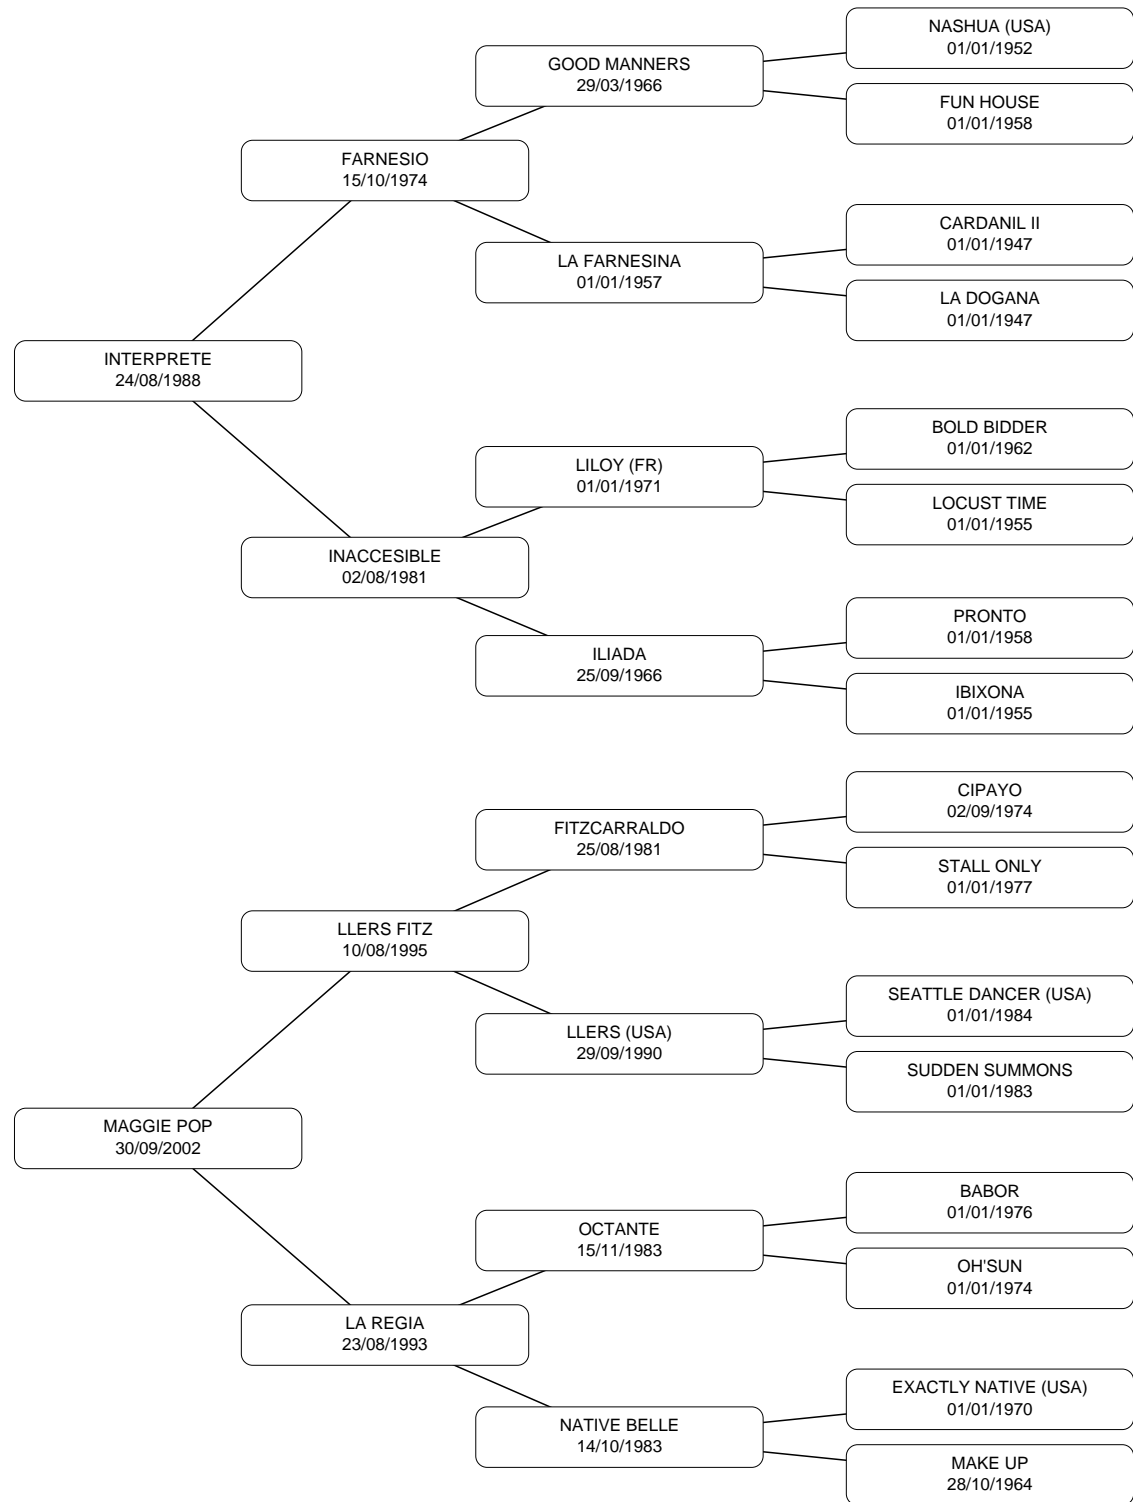 NASHUA (USA)
01/01/1952
GOOD MANNERS
29/03/1966
FUN HOUSE
01/01/1958
FARNESIO
15/10/1974
CARDANIL II
01/01/1947
LA FARNESINA
01/01/1957
LA DOGANA
01/01/1947
INTERPRETE
24/08/1988
BOLD BIDDER
01/01/1962
LILOY (FR)
01/01/1971
LOCUST TIME
01/01/1955
INACCESIBLE
02/08/1981
PRONTO
01/01/1958
ILIADA
25/09/1966
IBIXONA
01/01/1955
CIPAYO
02/09/1974
FITZCARRALDO
25/08/1981
STALL ONLY
01/01/1977
LLERS FITZ
10/08/1995
SEATTLE DANCER (USA)
01/01/1984
LLERS (USA)
29/09/1990
SUDDEN SUMMONS
01/01/1983
MAGGIE POP
30/09/2002
BABOR
01/01/1976
OCTANTE
15/11/1983
OH'SUN
01/01/1974
LA REGIA
23/08/1993
EXACTLY NATIVE (USA)
01/01/1970
NATIVE BELLE
14/10/1983
MAKE UP
28/10/1964